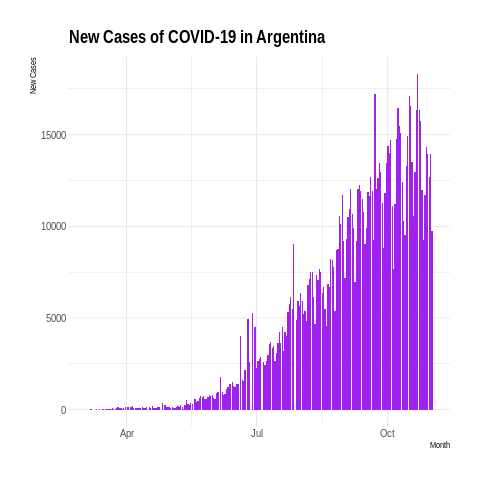 New Cases of COVID-19 in Argentina
New Cases
15000
10000
5000
0
Apr
Jul
Oct
Month